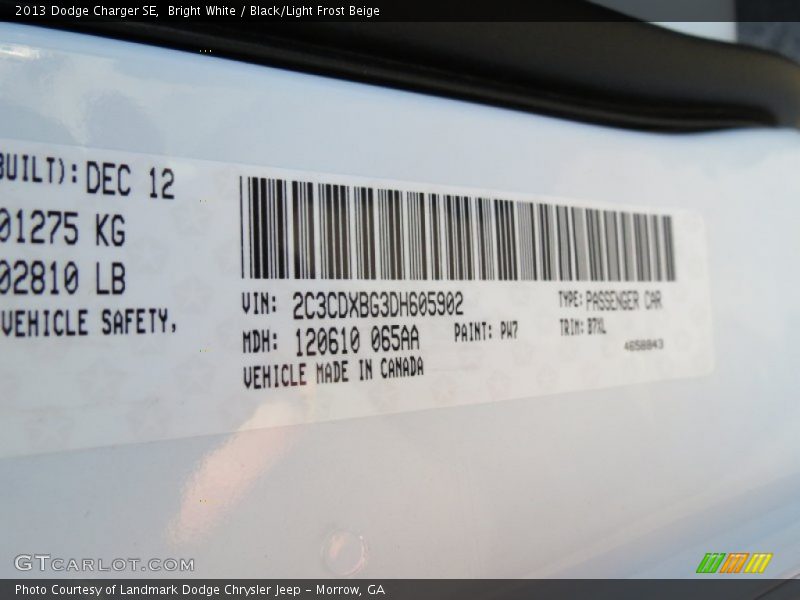 2013 Dodge Charger SE,  Bright White / Black/Light Frost Beige
BUILT): DEC 12
01275 KG
02810 LB
VEHICLE SAFETY,
VIN: 2C3CDXBG3DH605902
TYPE: PASSENGER CAR
MDH: 120610 065AA
PAINT: PW7
TRIM: B7XL
VEHICLE MADE IN CANADA
4658843
GTCARLOT.COM
Photo Courtesy of Landmark Dodge Chrysler Jeep - Morrow, GA